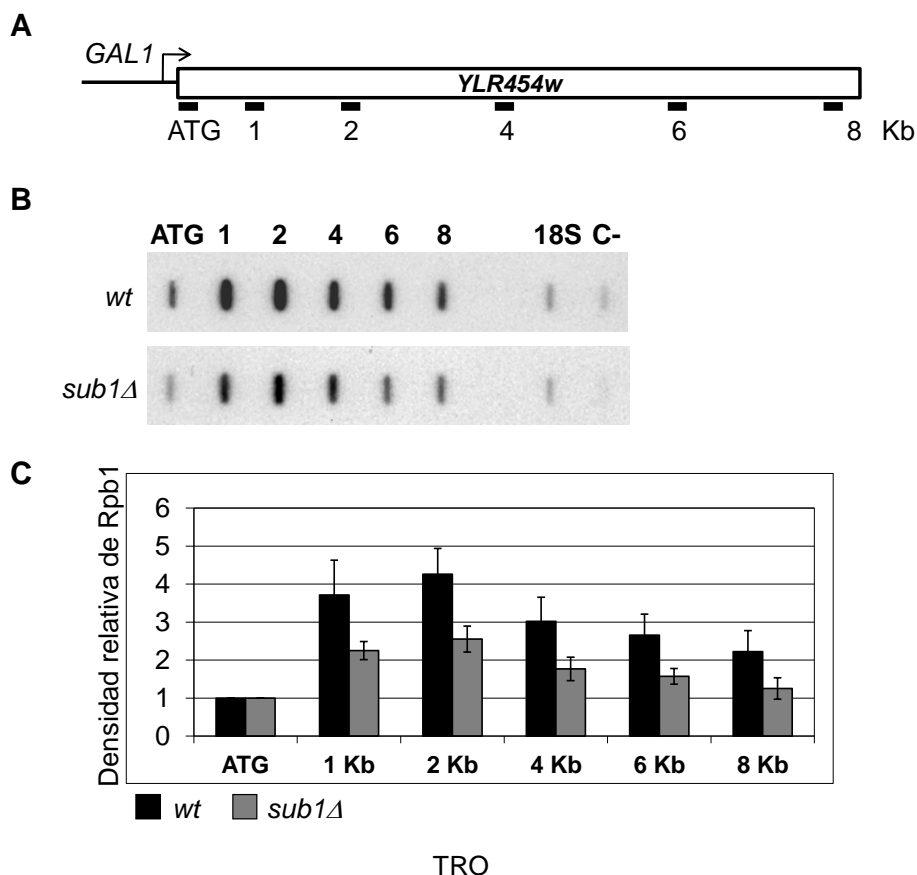 A
GAL1
YLR454w
ATG 1 2 4 6 8 Kb
B
ATG 1 2 4 6 8 18S C-
wt
sub1Δ
C
Densidad relativa de Rpb1
6
5
4
3
2
1
0
ATG 1 Kb 2 Kb 4 Kb 6 Kb 8 Kb
wt sub1Δ
TRO